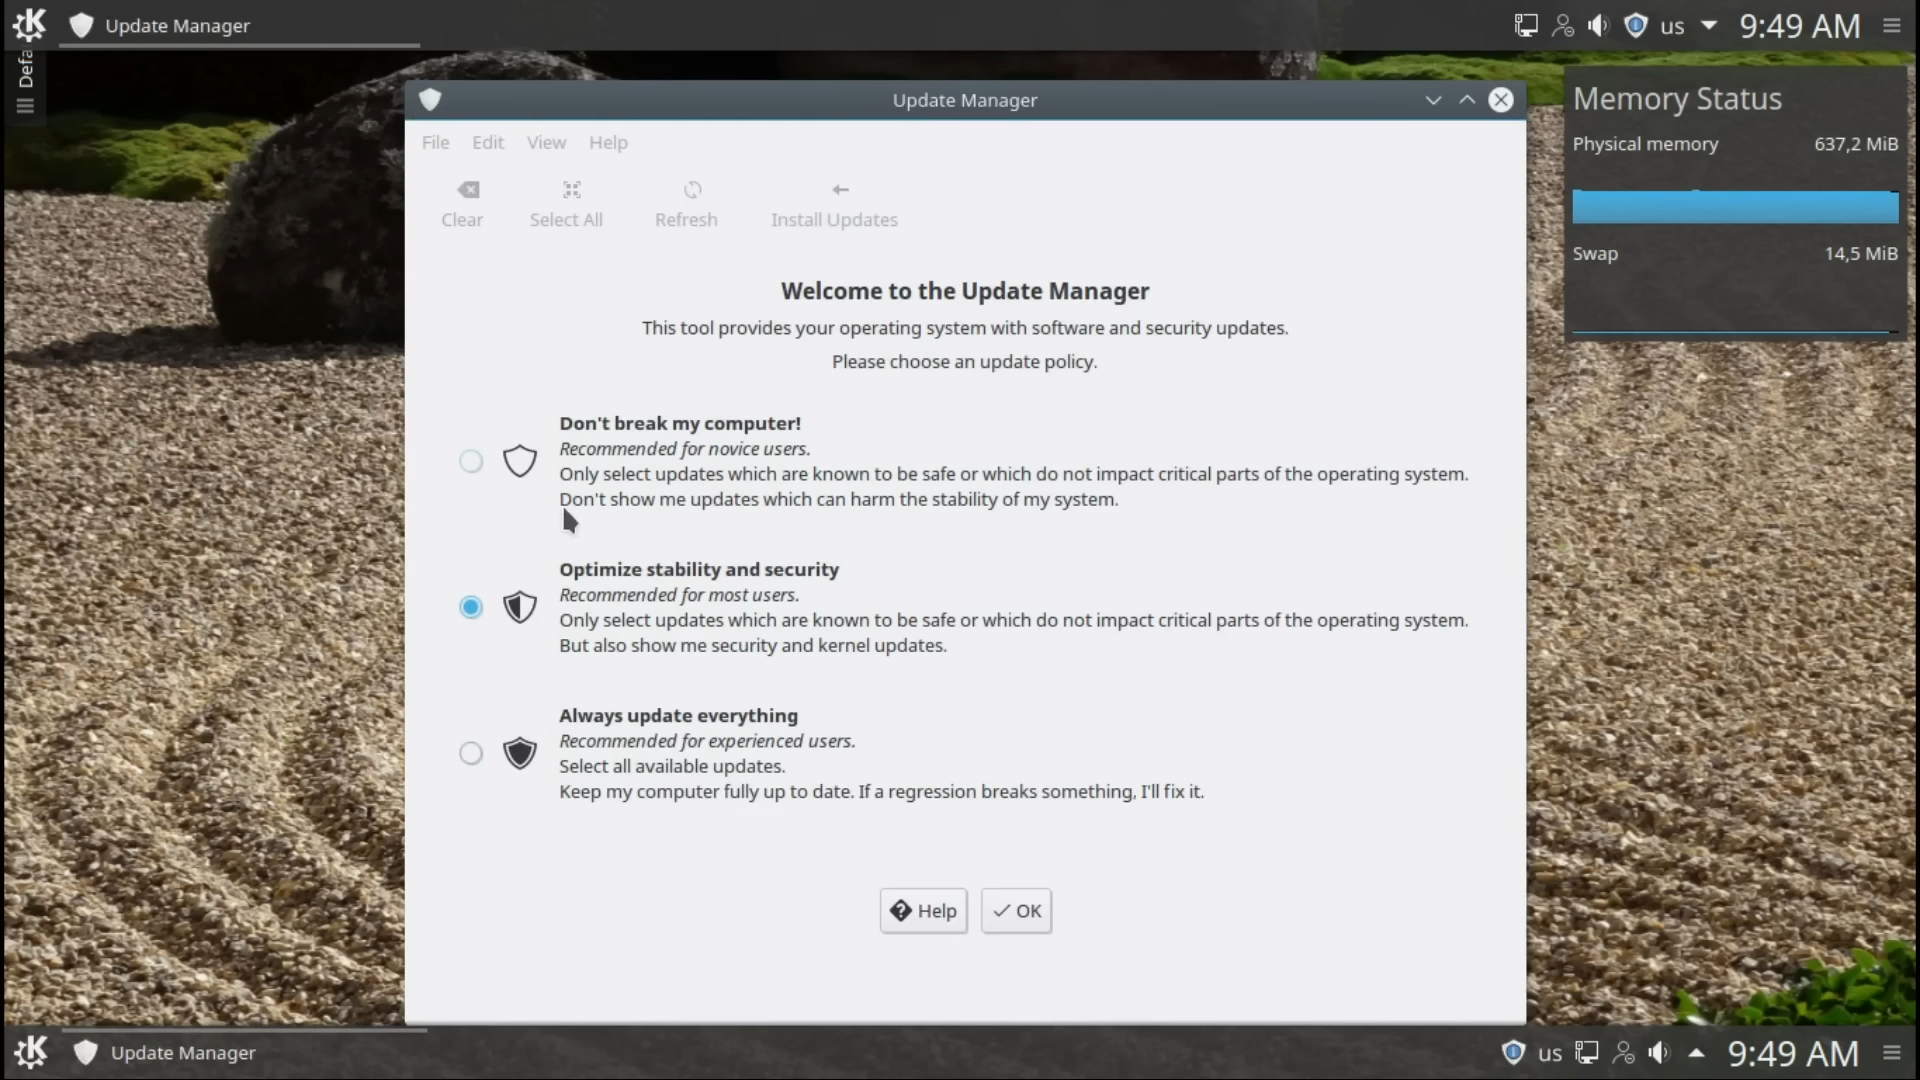 Update Manager
us
9:49 AM
Defa
Update Manager
Memory Status
Physical memory 637,2 MiB
Swap 14,5 MiB
File Edit View Help
Clear Select All Refresh Install Updates
Welcome to the Update Manager
This tool provides your operating system with software and security updates.
Please choose an update policy.
Don't break my computer!
Recommended for novice users.
Only select updates which are known to be safe or which do not impact critical parts of the operating system.
Don't show me updates which can harm the stability of my system.
Optimize stability and security
Recommended for most users.
Only select updates which are known to be safe or which do not impact critical parts of the operating system.
But also show me security and kernel updates.
Always update everything
Recommended for experienced users.
Select all available updates.
Keep my computer fully up to date. If a regression breaks something, I'll fix it.
Help OK
Update Manager
us
9:49 AM